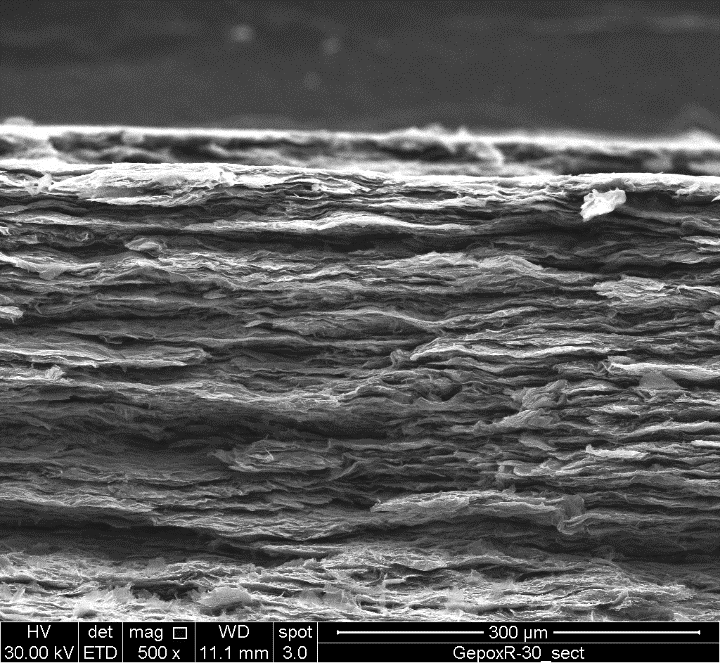 HV det mag □ WD spot 300 µm
30.00 kV ETD 500 x 11.1 mm 3.0 GepoxR-30_sect